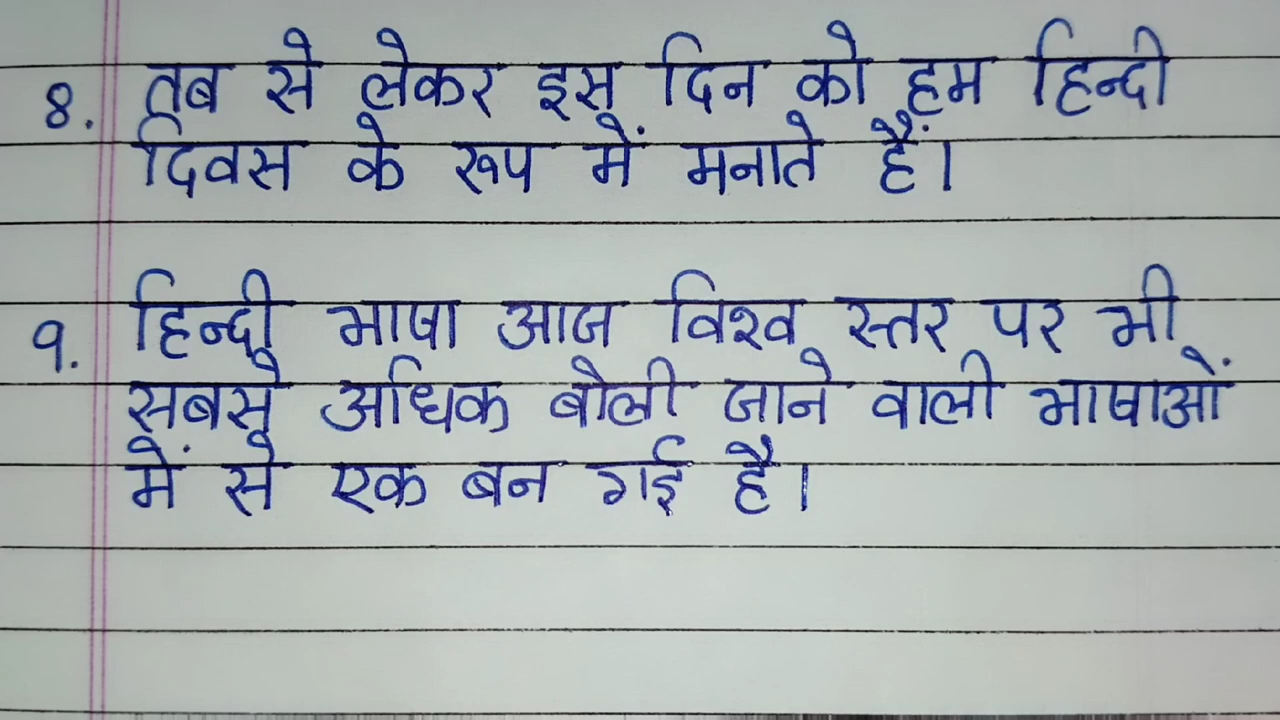 8. तब से लेकर इस दिन को हम हिन्दी
दिवस के रूप में मनाते हैं।
9. हिन्दी भाषा आज विश्व स्तर पर भी
सबसे अधिक बोली जाने वाली भाषाओं
में से एक बन गई है।